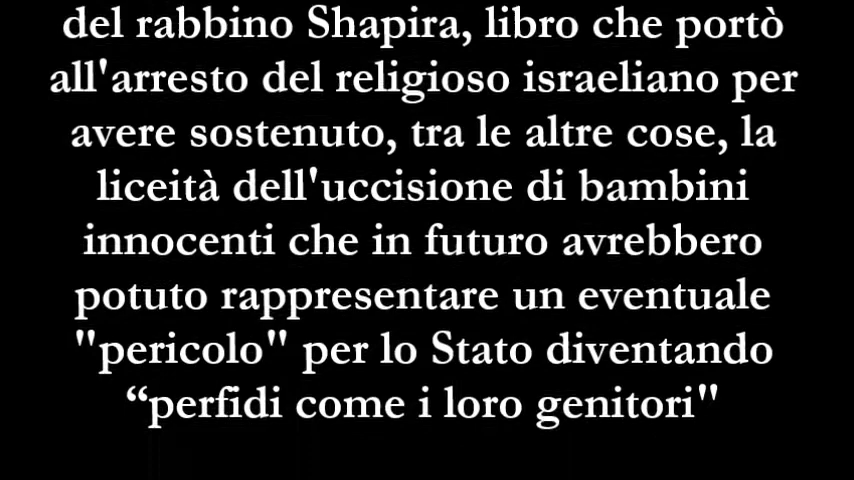 del rabbino Shapira, libro che portò
all'arresto del religioso israeliano per
avere sostenuto, tra le altre cose, la
liceità dell'uccisione di bambini
innocenti che in futuro avrebbero
potuto rappresentare un eventuale
"pericolo" per lo Stato diventando
“perfidi come i loro genitori"